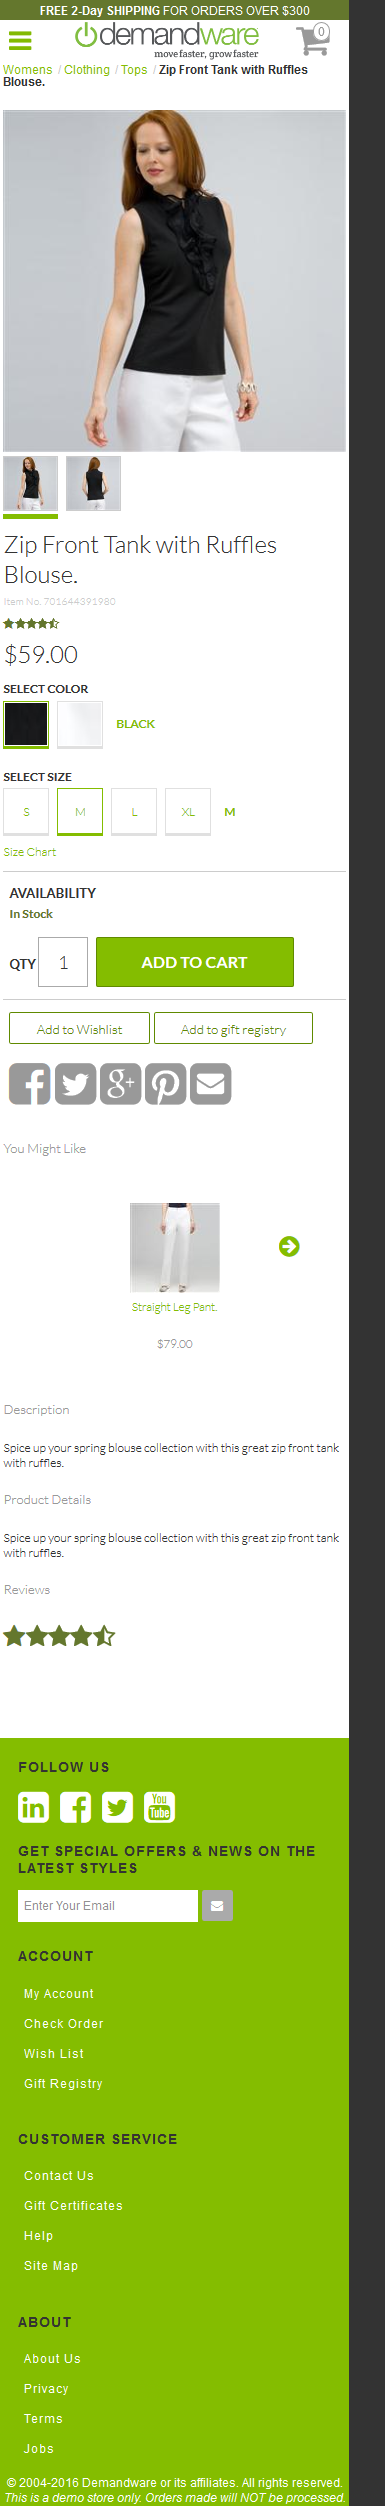 FREE 2-Day SHIPPING FOR ORDERS OVER $300
demandware
move faster, grow faster
0
Womens / Clothing / Tops / Zip Front Tank with Ruffles
Blouse.
Zip Front Tank with Ruffles
Blouse.
Item No. 701644391980
$59.00
SELECT COLOR
BLACK
SELECT SIZE
S M L XL M
Size Chart
AVAILABILITY
In Stock
QTY 1 ADD TO CART
Add to Wishlist Add to gift registry
You Might Like
Straight Leg Pant.
$79.00
Description
Spice up your spring blouse collection with this great zip front tank
with ruffles.
Product Details
Spice up your spring blouse collection with this great zip front tank
with ruffles.
Reviews
FOLLOW US
You
Tube
GET SPECIAL OFFERS & NEWS ON THE
LATEST STYLES
Enter Your Email
ACCOUNT
My Account
Check Order
Wish List
Gift Registry
CUSTOMER SERVICE
Contact Us
Gift Certificates
Help
Site Map
ABOUT
About Us
Privacy
Terms
Jobs
© 2004-2016 Demandware or its affiliates. All rights reserved.
This is a demo store only. Orders made will NOT be processed.